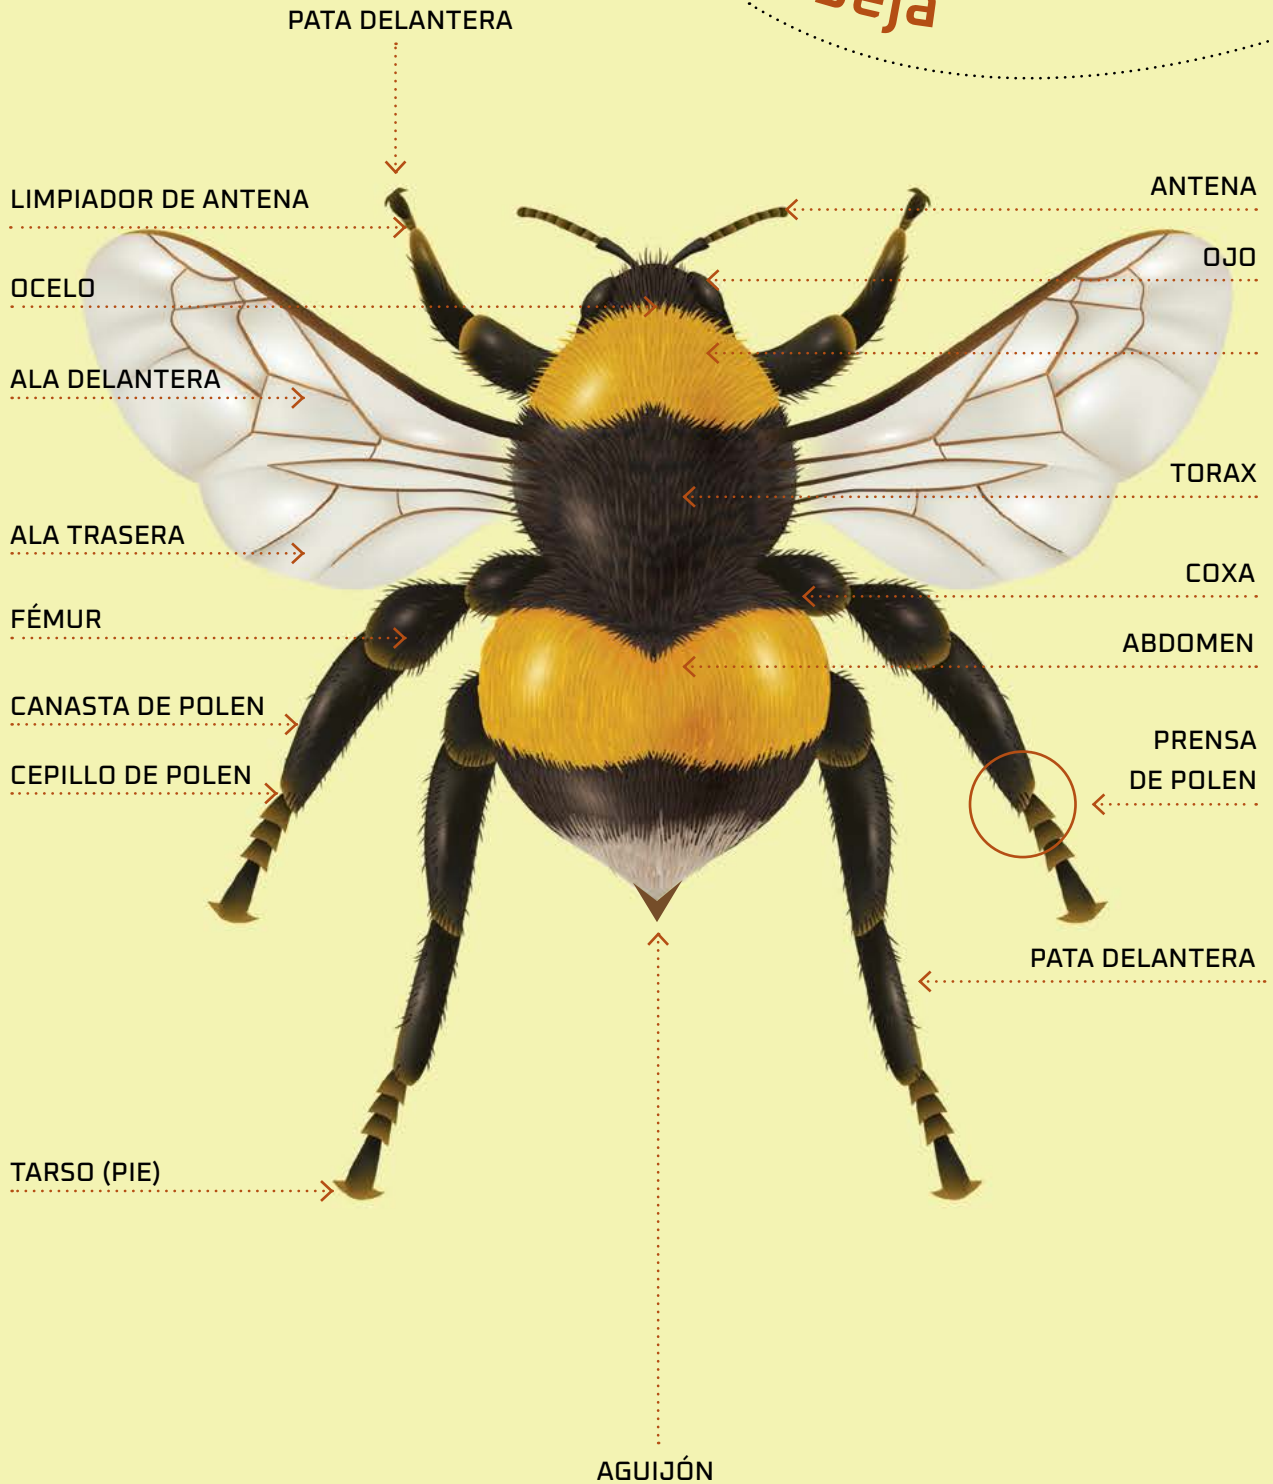 PATA DELANTERA
LIMPIADOR DE ANTENA
ANTENA
OJO
OCELO
ALA DELANTERA
TORAX
ALA TRASERA
COXA
FÉMUR
ABDOMEN
CANASTA DE POLEN
PRENSA
DE POLEN
CEPILLO DE POLEN
PATA DELANTERA
TARSO (PIE)
AGUIJÓN